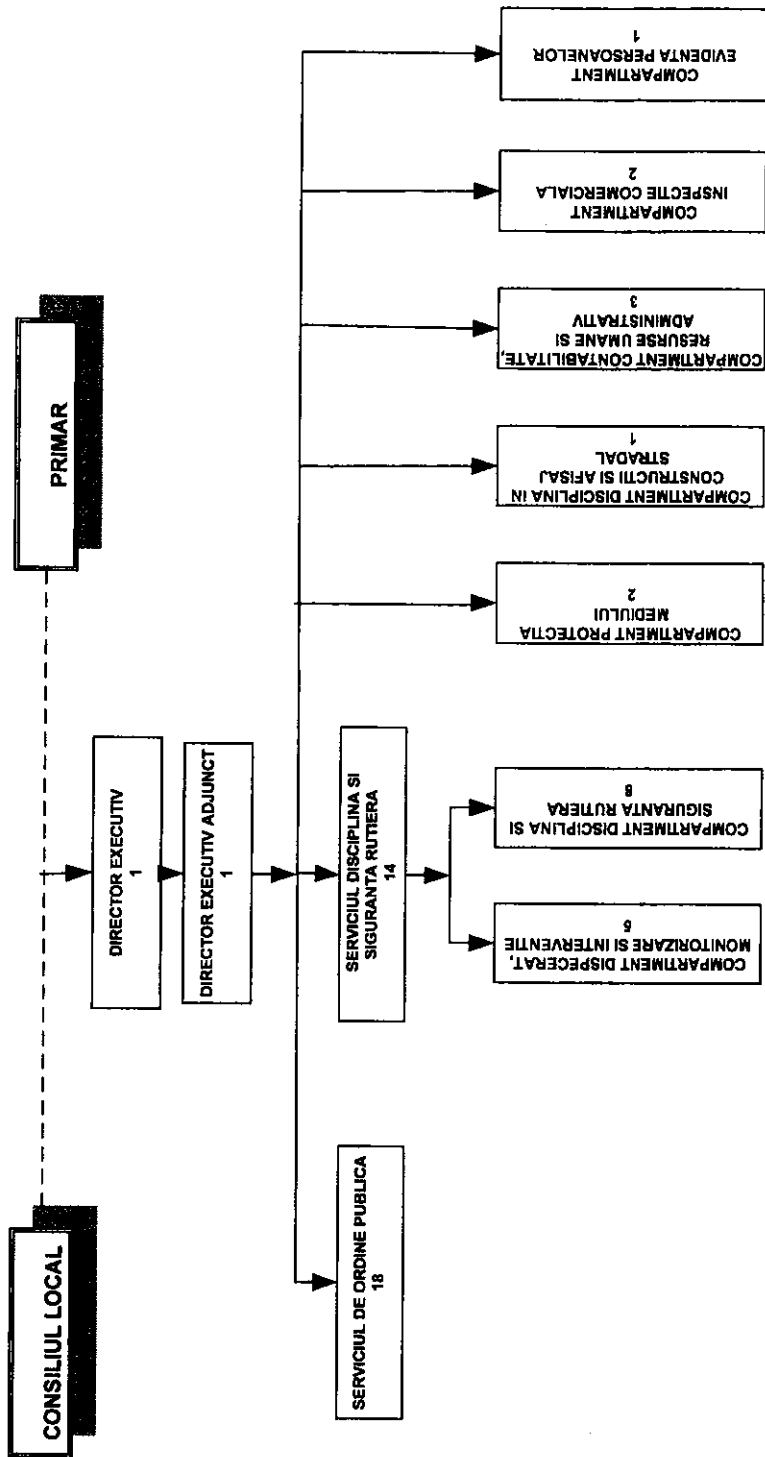 CONSILIUL LOCAL
PRIMAR
DIRECTOR EXECUTIV
1
DIRECTOR EXECUTIV ADJUNCT
1
SERVICIUL DE ORDINE PUBLICA
18
SERVICIUL DISCIPLINA SI
SIGURANTA RUTIERA
14
COMPARTIMENT DISPECERAT,
MONITORIZARE SI INTERVENTIE
5
COMPARTIMENT DISCIPLINA SI
SIGURANTA RUTIERA
8
COMPARTIMENT PROTECTIA
MEDIULUI
2
COMPARTIMENT DISCIPLINA IN
CONSTRUCTII SI AFISAJ
STRADAL
1
COMPARTIMENT CONTABILITATE,
RESURSE UMANE SI
ADMINISTRATIV
3
COMPARTIMENT
INSPECTIE COMERCIALA
2
COMPARTIMENT
EVIDENTA PERSOANELOR
1